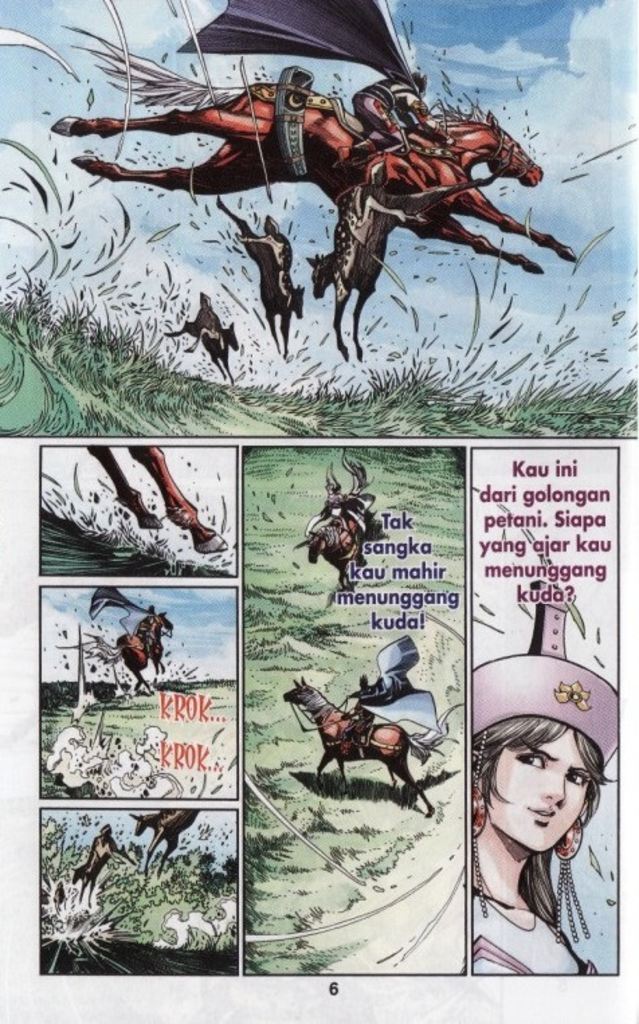 KROK...
KROK...
Tak
sangka
kau mahir
menunggang
kuda!
Kau ini
dari golongan
petani. Siapa
yang ajar kau
menunggang
kuda?
6